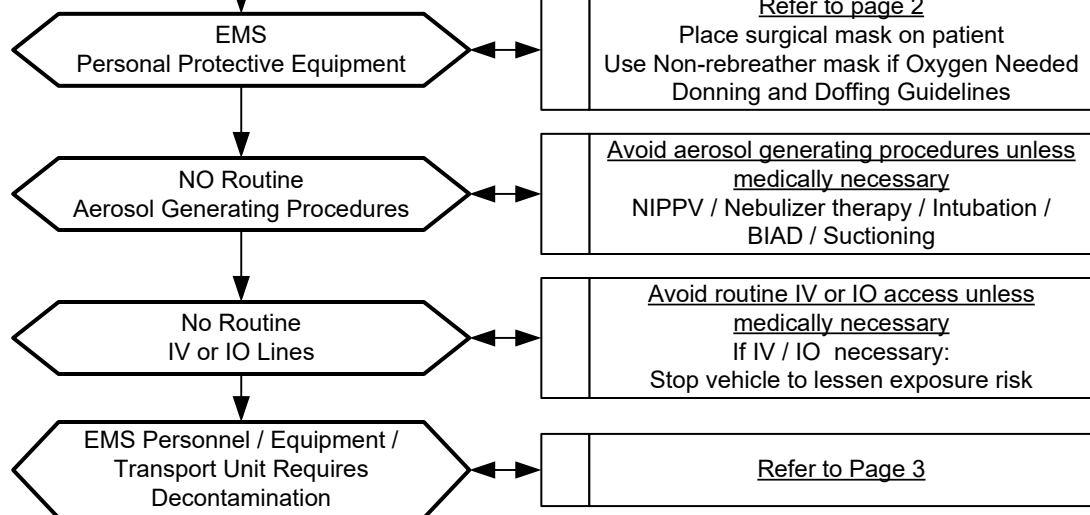 EMS
Personal Protective Equipment
Refer to page 2
Place surgical mask on patient
Use Non-rebreather mask if Oxygen Needed
Donning and Doffing Guidelines
NO Routine
Aerosol Generating Procedures
Avoid aerosol generating procedures unless
medically necessary
NIPPV / Nebulizer therapy / Intubation /
BIAD / Suctioning
No Routine
IV or IO Lines
Avoid routine IV or IO access unless
medically necessary
If IV / IO  necessary:
Stop vehicle to lessen exposure risk
EMS Personnel / Equipment /
Transport Unit Requires
Decontamination
Refer to Page 3